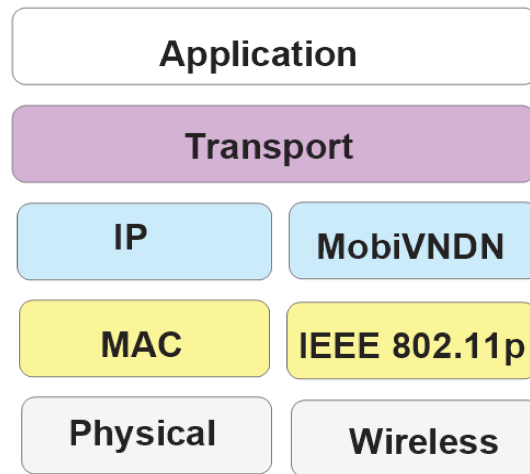 Application
Transport
IP
MobiVNDN
MAC
IEEE 802.11p
Physical
Wireless